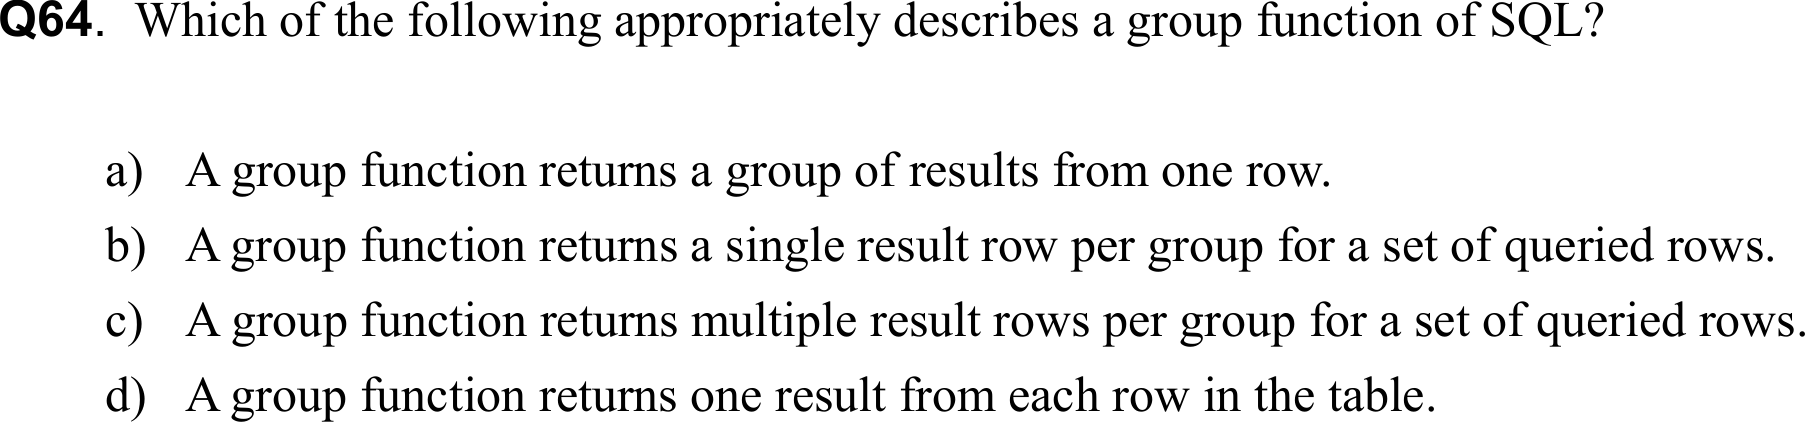 Q64. Which of the following appropriately describes a group function of SQL?
a) A group function returns a group of results from one row.
b) A group function returns a single result row per group for a set of queried rows.
c) A group function returns multiple result rows per group for a set of queried rows.
d) A group function returns one result from each row in the table.